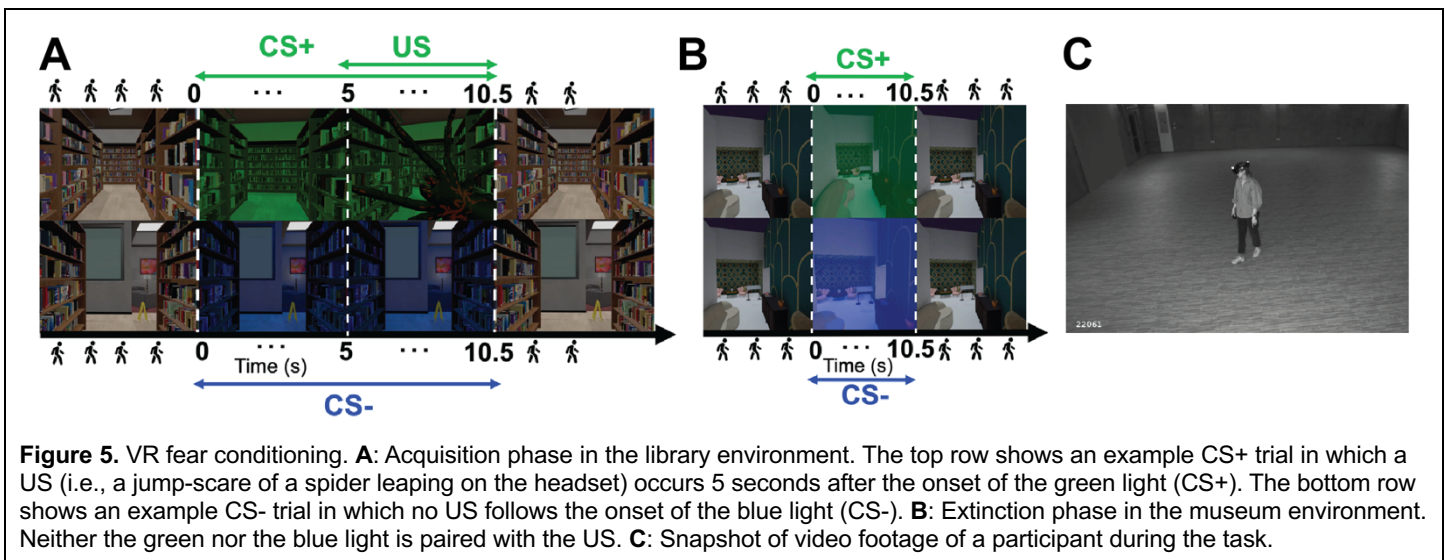 A
CS+
US
0 ... 5 ... 10.5
0 ... 5 ... 10.5
Time (s)
CS-
B
CS+
0 ... 10.5
0 ... 10.5
Time (s)
CS-
C
22061
Figure 5. VR fear conditioning. A: Acquisition phase in the library environment. The top row shows an example CS+ trial in which a
US (i.e., a jump-scare of a spider leaping on the headset) occurs 5 seconds after the onset of the green light (CS+). The bottom row
shows an example CS- trial in which no US follows the onset of the blue light (CS-). B: Extinction phase in the museum environment.
Neither the green nor the blue light is paired with the US. C: Snapshot of video footage of a participant during the task.